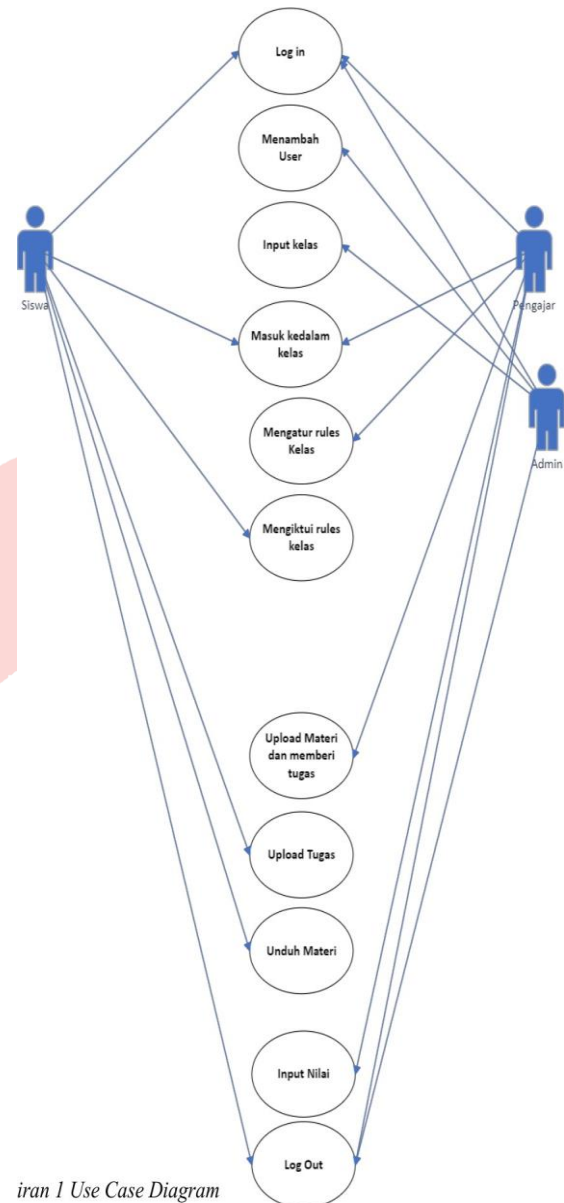 Log in
Menambah
User
Input kelas
Siswa
Pengajar
Masuk kedalam
kelas
Admin
Mengatur rules
Kelas
Mengiktui rules
kelas
Upload Materi
dan memberi
tugas
Upload Tugas
Unduh Materi
Input Nilai
Log Out
iran 1 Use Case Diagram